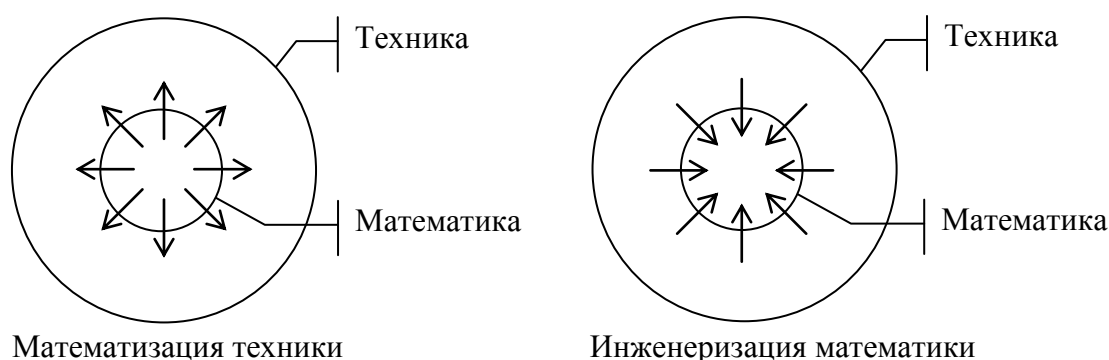 Техника
Математика
Математизация техники
Техника
Математика
Инженеризация математики